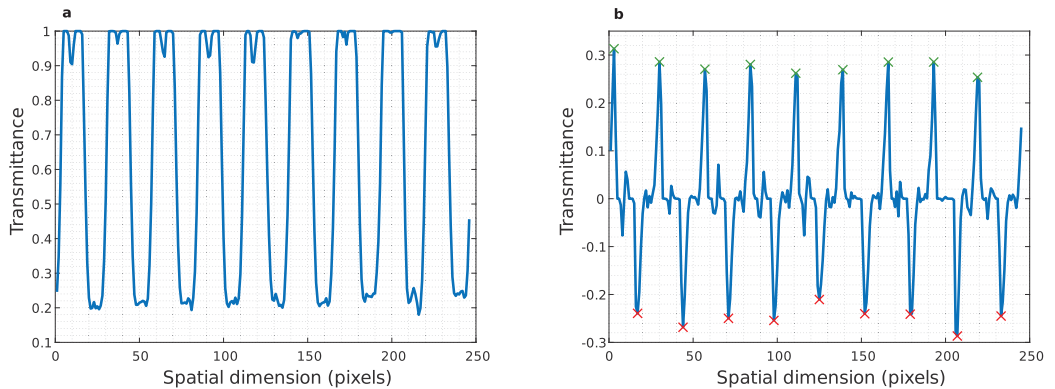 a
1
0.9
0.8
0.7
0.6
0.5
0.4
0.3
0.2
0.1
Transmittance
0 50 100 150 200 250
Spatial dimension (pixels)
b
0.3
0.2
0.1
0
-0.1
-0.2
-0.3
Transmittance
0 50 100 150 200 250
Spatial dimension (pixels)